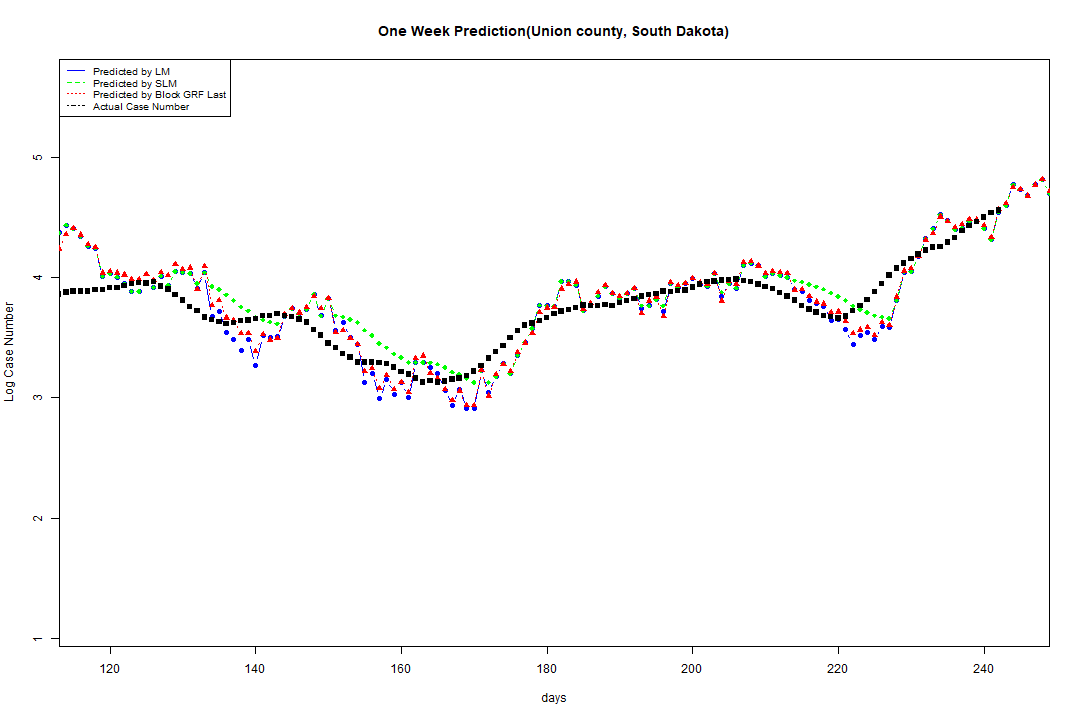 One Week Prediction(Union county, South Dakota)
Predicted by LM
Predicted by SLM
Predicted by Block GRF Last
Actual Case Number
5
4
3
2
1
Log Case Number
120 140 160 180 200 220 240
days